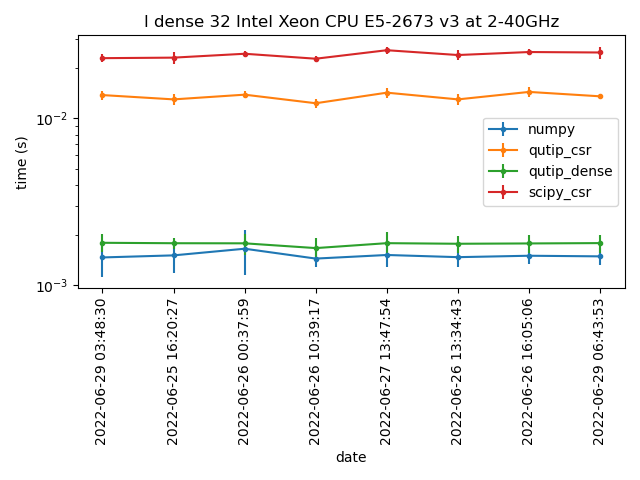 l dense 32 Intel Xeon CPU E5-2673 v3 at 2-40GHz
time (s)
10⁻²
10⁻³
numpy
qutip_csr
qutip_dense
scipy_csr
2022-06-29 03:48:30
2022-06-25 16:20:27
2022-06-26 00:37:59
2022-06-26 10:39:17
2022-06-27 13:47:54
2022-06-26 13:34:43
2022-06-26 16:05:06
2022-06-29 06:43:53
date